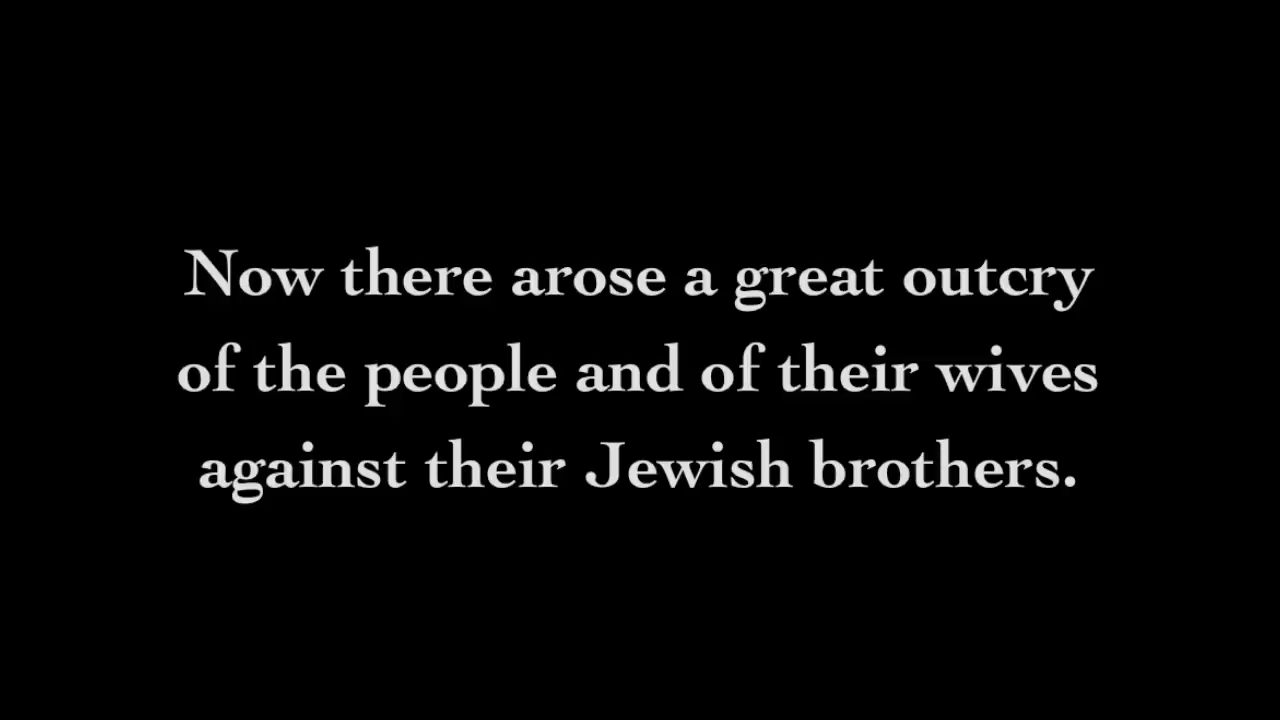 Now there arose a great outcry
of the people and of their wives
against their Jewish brothers.